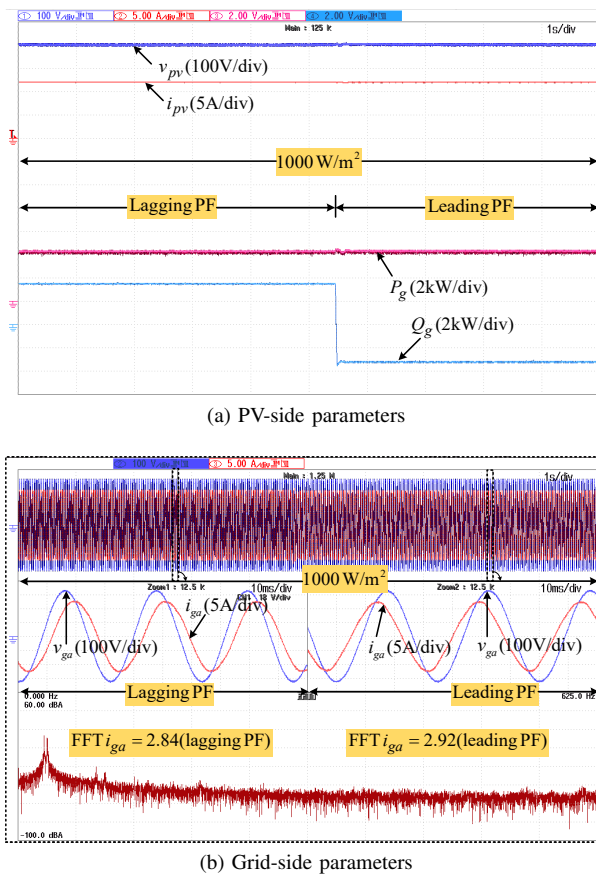 ① 100 V/div ② 5.00 A/div ③ 2.00 V/div ④ 2.00 V/div
Main : 125 k 1s/div
v_pv (100V/div)
i_pv (5A/div)
1000 W/m²
Lagging PF Leading PF
P_g (2kW/div)
Q_g (2kW/div)
(a) PV-side parameters
100 V/div 5.00 A/div
Main : 1.25 M 1s/div
Zoom1 : 12.5 k 10ms/div 1000 W/m² Zoom2 : 12.5 k 10ms/div
i_ga (5A/div)
v_ga (100V/div) i_ga (5A/div) v_ga (100V/div)
Lagging PF Leading PF
0.000 Hz 625.0 Hz
60.00 dBA
FFT i_ga = 2.84(lagging PF) FFT i_ga = 2.92(leading PF)
-100.0 dBA
(b) Grid-side parameters